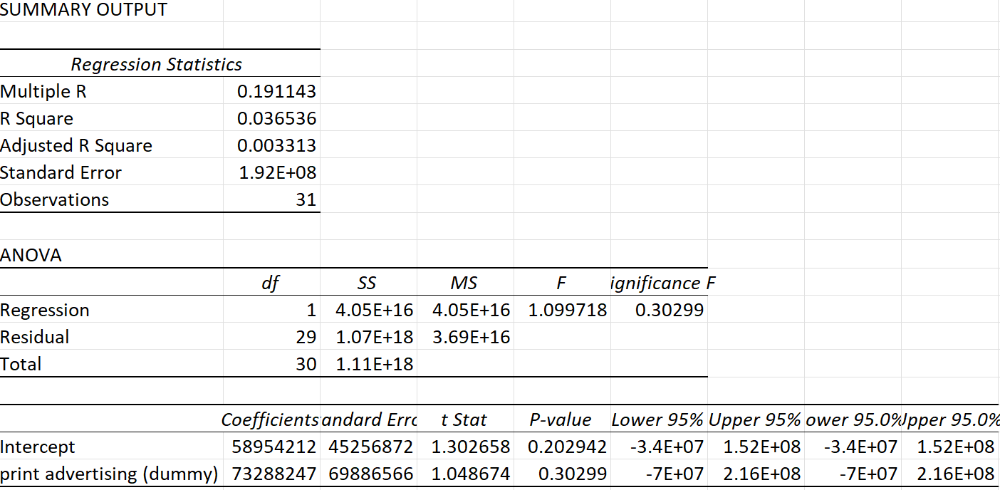 SUMMARY OUTPUT
Regression Statistics
Multiple R 0.191143
R Square 0.036536
Adjusted R Square 0.003313
Standard Error 1.92E+08
Observations 31
ANOVA
df SS MS F ignificance F
Regression 1 4.05E+16 4.05E+16 1.099718 0.30299
Residual 29 1.07E+18 3.69E+16
Total 30 1.11E+18
Coefficients andard Erro t Stat P-value Lower 95% Upper 95% ower 95.0% Upper 95.0%
Intercept 58954212 45256872 1.302658 0.202942 -3.4E+07 1.52E+08 -3.4E+07 1.52E+08
print advertising (dummy) 73288247 69886566 1.048674 0.30299 -7E+07 2.16E+08 -7E+07 2.16E+08